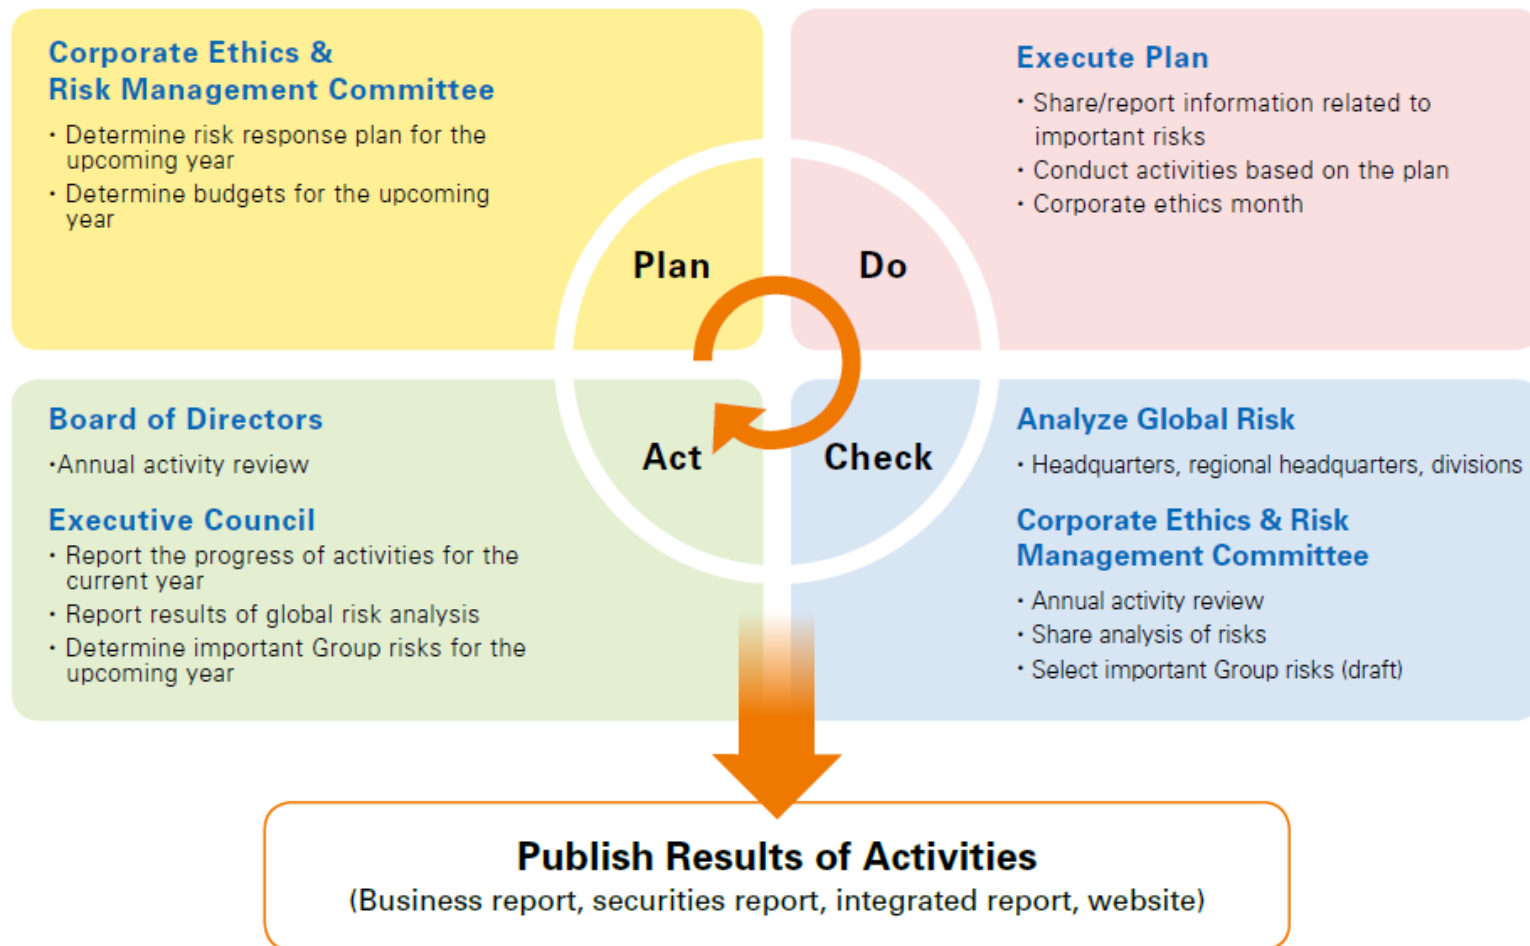 Corporate Ethics &
Risk Management Committee
・Determine risk response plan for the
upcoming year
・Determine budgets for the upcoming
year
Plan
Execute Plan
・Share/report information related to
important risks
・Conduct activities based on the plan
・Corporate ethics month
Do
Board of Directors
・Annual activity review
Executive Council
・Report the progress of activities for the
current year
・Report results of global risk analysis
・Determine important Group risks for the
upcoming year
Act
Check
Analyze Global Risk
・Headquarters, regional headquarters, divisions
Corporate Ethics & Risk
Management Committee
・Annual activity review
・Share analysis of risks
・Select important Group risks (draft)
Publish Results of Activities
(Business report, securities report, integrated report, website)